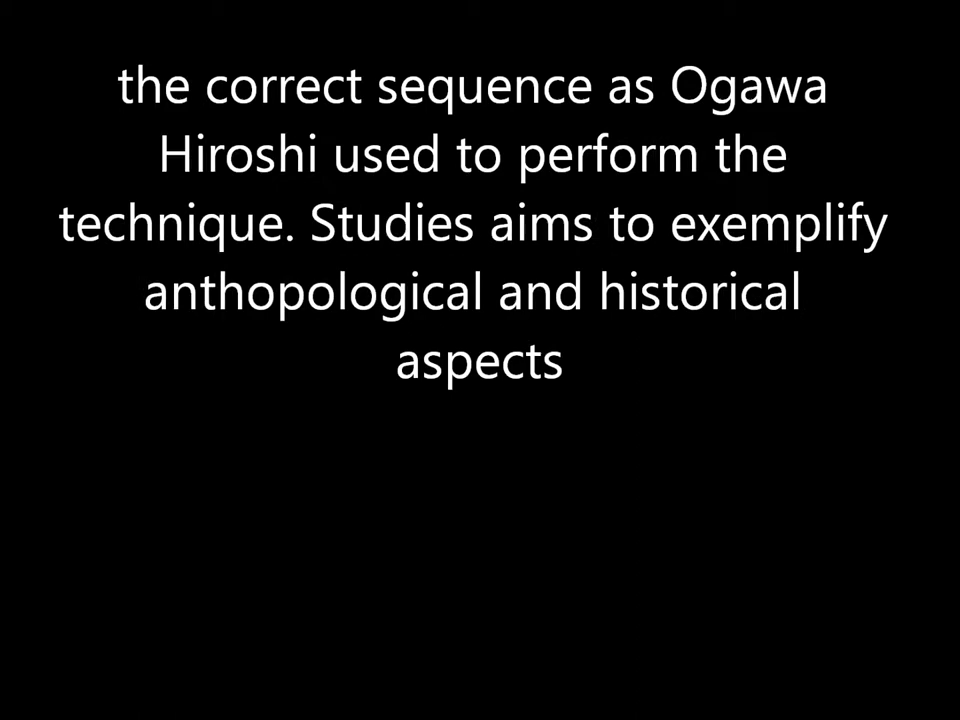 the correct sequence as Ogawa
Hiroshi used to perform the
technique. Studies aims to exemplify
anthopological and historical
aspects